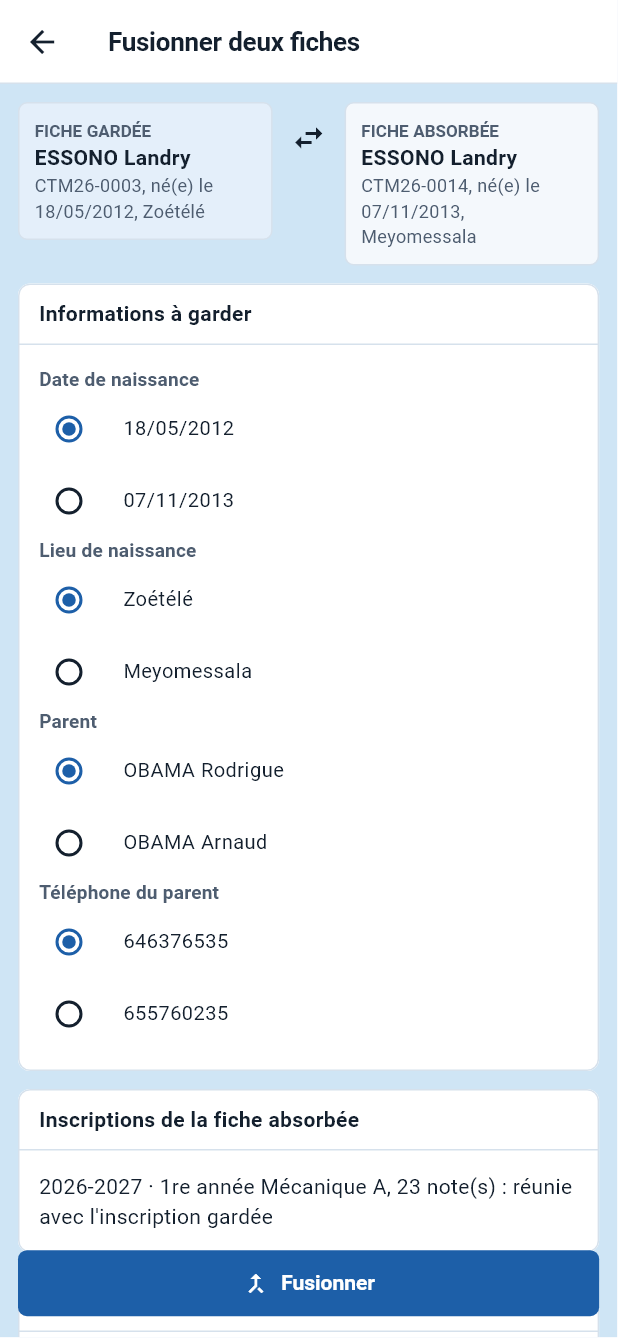 Fusionner deux fiches
FICHE GARDÉE
ESSONO Landry
CTM26-0003, né(e) le
18/05/2012, Zoétélé
FICHE ABSORBÉE
ESSONO Landry
CTM26-0014, né(e) le
07/11/2013,
Meyomessala
Informations à garder
Date de naissance
18/05/2012
07/11/2013
Lieu de naissance
Zoétélé
Meyomessala
Parent
OBAMA Rodrigue
OBAMA Arnaud
Téléphone du parent
646376535
655760235
Inscriptions de la fiche absorbée
2026-2027 · 1re année Mécanique A, 23 note(s) : réunie
avec l'inscription gardée
Fusionner